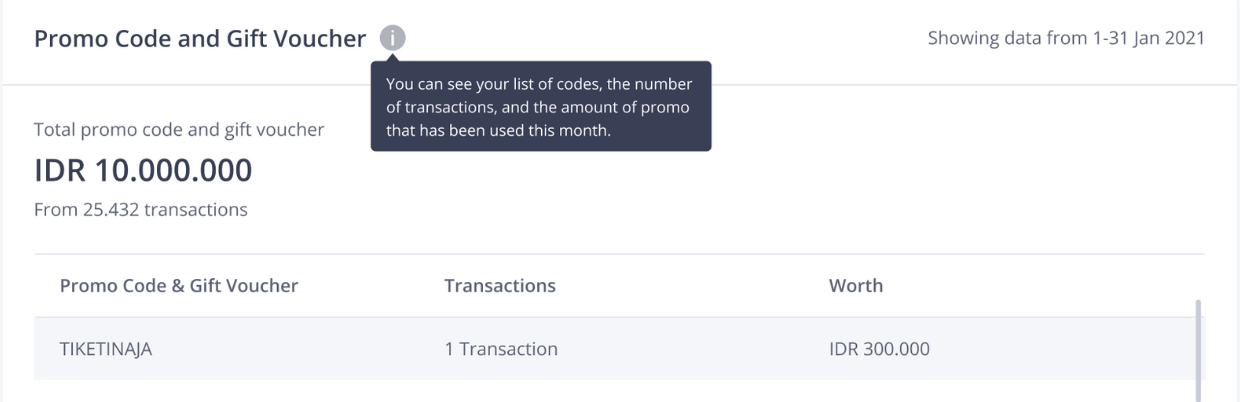 Promo Code and Gift Voucher i
Showing data from 1-31 Jan 2021
You can see your list of codes, the number
of transactions, and the amount of promo
that has been used this month.
Total promo code and gift voucher
IDR 10.000.000
From 25.432 transactions
Promo Code & Gift Voucher Transactions Worth
TIKETINAJA 1 Transaction IDR 300.000